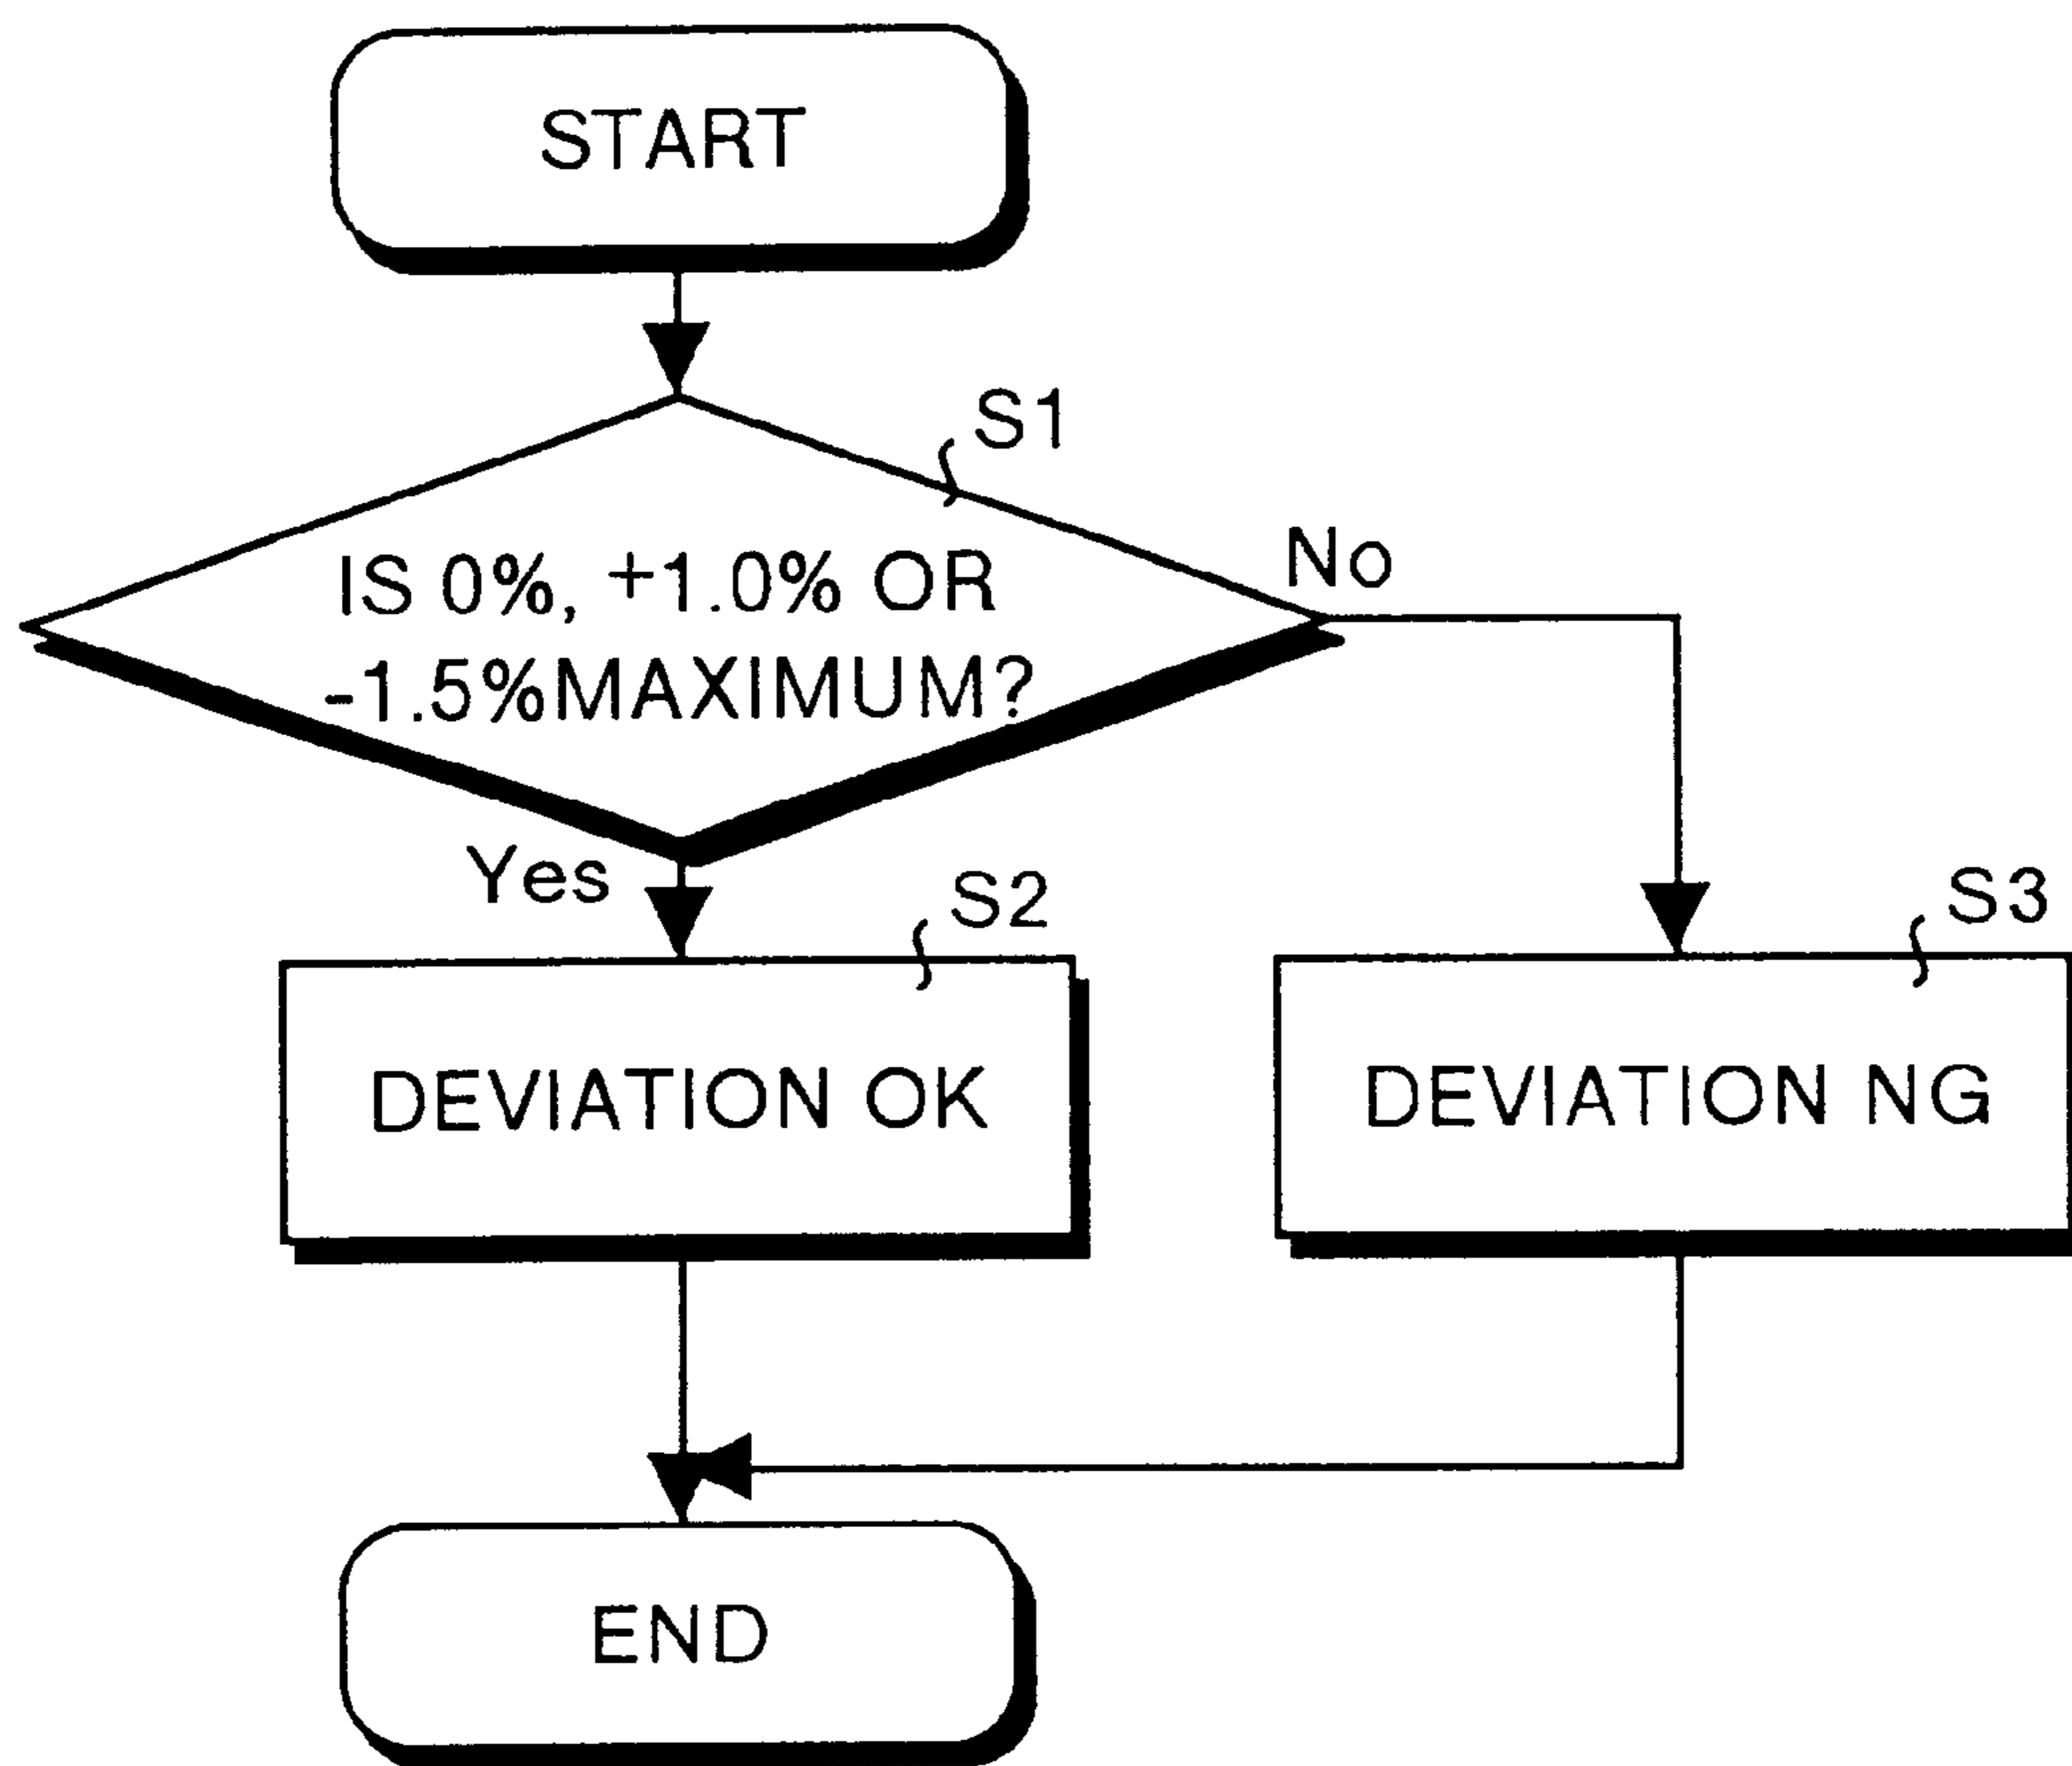 START
S1
IS 0%, +1.0% OR
-1.5%MAXIMUM?
No
Yes
S2
S3
DEVIATION OK
DEVIATION NG
END